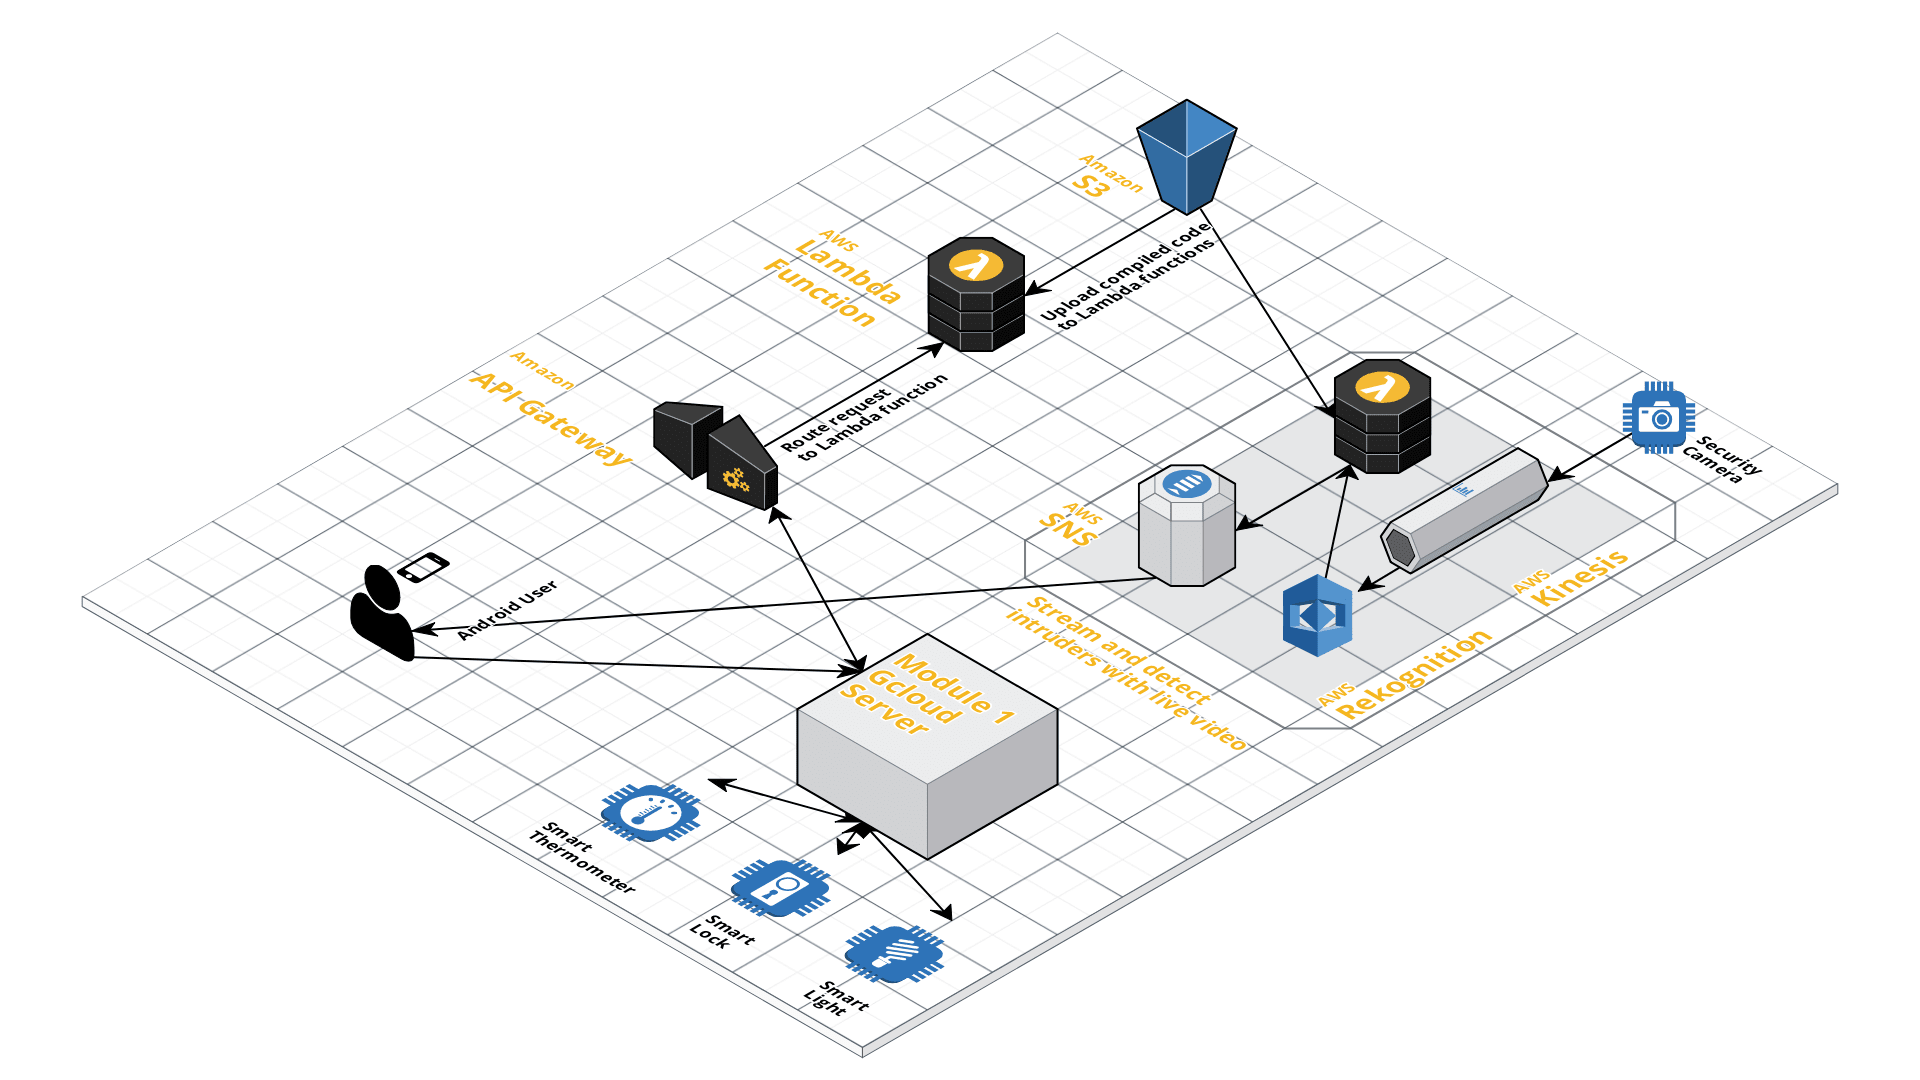 Amazon
S3
AWS
Lambda
Function
Upload compiled code
to Lambda functions
Amazon
API Gateway
Route request
to Lambda function
Security
Camera
AWS
SNS
AWS
Kinesis
Android User
Stream and detect
intruders with live video
AWS
Rekognition
Module 1
Gcloud
Server
Smart
Thermometer
Smart
Lock
Smart
Light